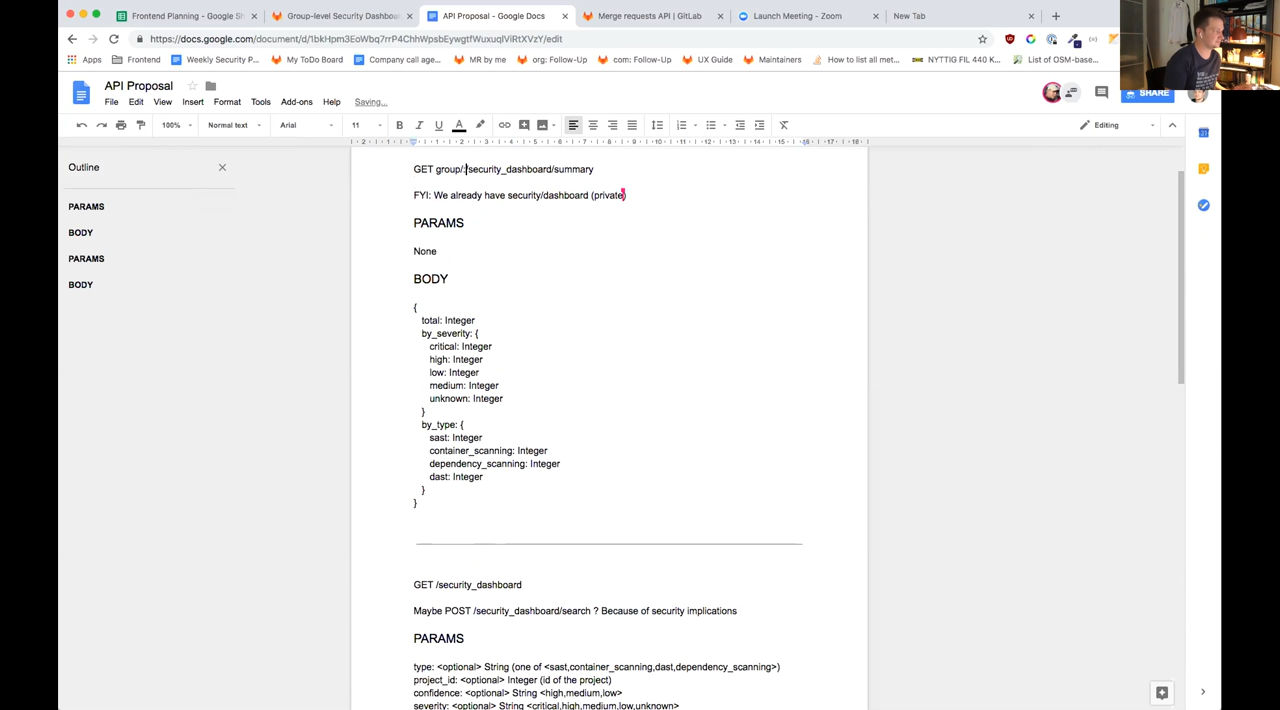 Frontend Planning - Google Sh
Group-level Security Dashboa
API Proposal - Google Docs
Merge requests API | GitLab
Launch Meeting - Zoom
New Tab
https://docs.google.com/document/d/1bkHpm3EoWbq7rrP4ChhWpsbEywgtfWuxuqlViRtXVzY/edit
Apps
Frontend
Weekly Security P...
My ToDo Board
Company call age...
MR by me
org: Follow-Up
com: Follow-Up
UX Guide
Maintainers
How to list all met...
NYTTIG FIL 440 K...
List of OSM-base...
API Proposal
File Edit View Insert Format Tools Add-ons Help Saving...
SHARE
100% Normal text Arial 11
Editing
Outline
PARAMS
BODY
PARAMS
BODY
GET group/:/security_dashboard/summary
FYI: We already have security/dashboard (private)
PARAMS
None
BODY
{
total: Integer
by_severity: {
critical: Integer
high: Integer
low: Integer
medium: Integer
unknown: Integer
}
by_type: {
sast: Integer
container_scanning: Integer
dependency_scanning: Integer
dast: Integer
}
}
GET /security_dashboard
Maybe POST /security_dashboard/search ? Because of security implications
PARAMS
type: <optional> String (one of <sast,container_scanning,dast,dependency_scanning>)
project_id: <optional> Integer (id of the project)
confidence: <optional> String <high,medium,low>
severity: <optional> String <critical,high,medium,low,unknown>